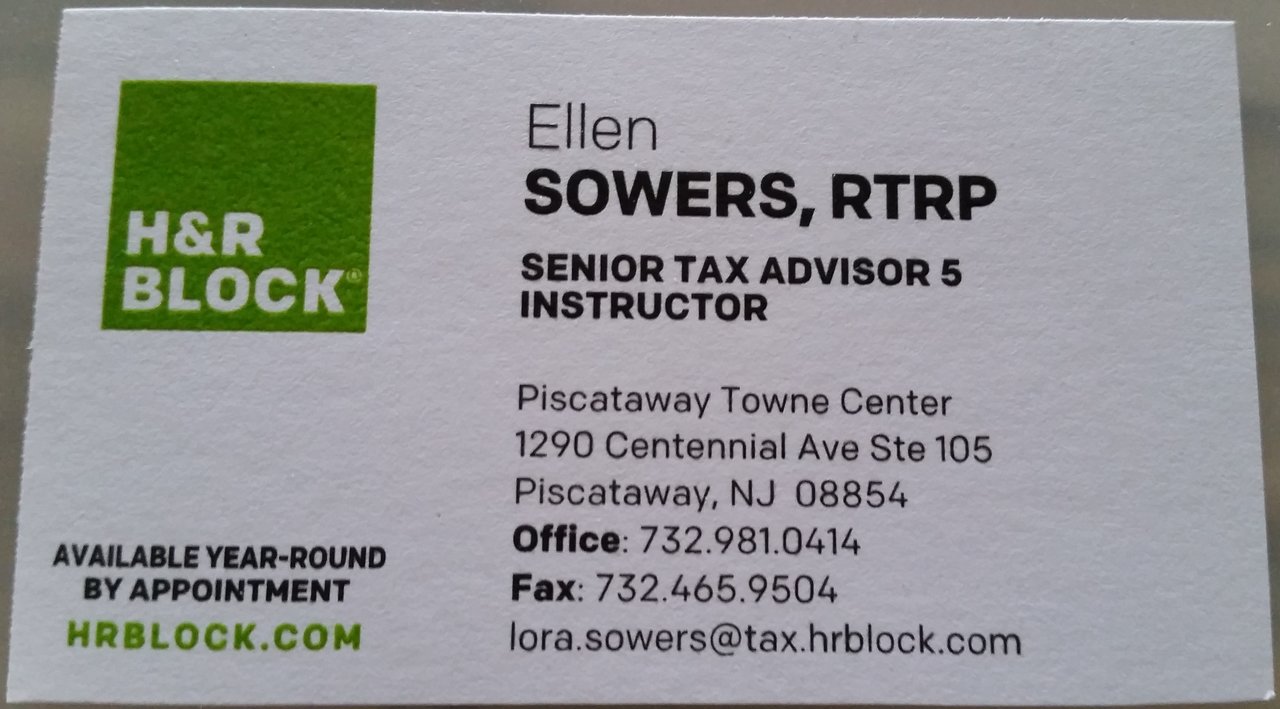 H&R
BLOCK®
Ellen
SOWERS, RTRP
SENIOR TAX ADVISOR 5
INSTRUCTOR
Piscataway Towne Center
1290 Centennial Ave Ste 105
Piscataway, NJ  08854
Office: 732.981.0414
Fax: 732.465.9504
lora.sowers@tax.hrblock.com
AVAILABLE YEAR-ROUND
BY APPOINTMENT
HRBLOCK.COM